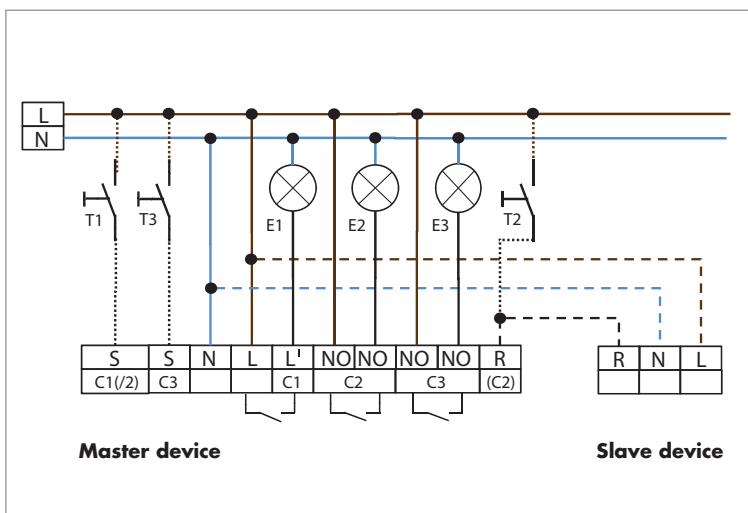 L
N
T1 T3 E1 E2 E3 T2
S S N L L' NO NO NO NO R R N L
C1(/2) C3 C1 C2 C3 (C2)
Master device Slave device